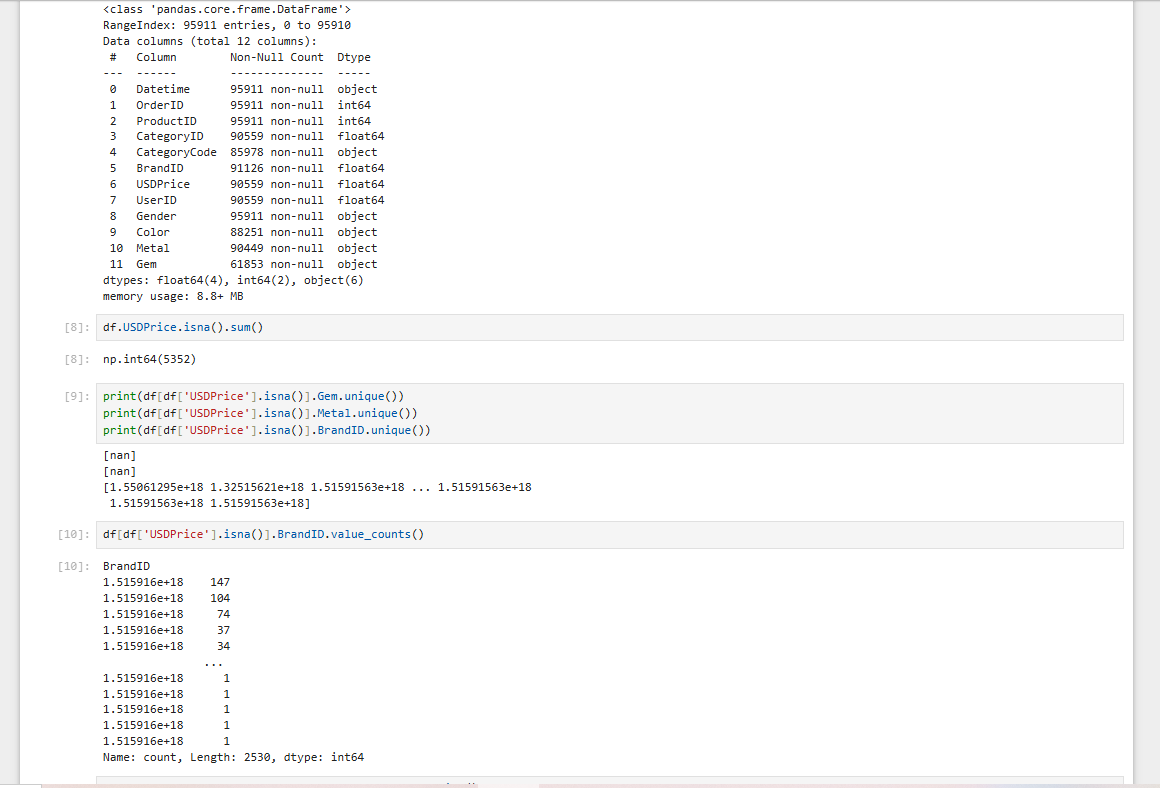 <class 'pandas.core.frame.DataFrame'>
RangeIndex: 95911 entries, 0 to 95910
Data columns (total 12 columns):
 #   Column        Non-Null Count  Dtype
---  ------        --------------  -----
 0   Datetime      95911 non-null  object
 1   OrderID       95911 non-null  int64
 2   ProductID     95911 non-null  int64
 3   CategoryID    90559 non-null  float64
 4   CategoryCode  85978 non-null  object
 5   BrandID       91126 non-null  float64
 6   USDPrice      90559 non-null  float64
 7   UserID        90559 non-null  float64
 8   Gender        95911 non-null  object
 9   Color         88251 non-null  object
 10  Metal         90449 non-null  object
 11  Gem           61853 non-null  object
dtypes: float64(4), int64(2), object(6)
memory usage: 8.8+ MB
[8]: df.USDPrice.isna().sum()
[8]: np.int64(5352)
[9]: print(df[df['USDPrice'].isna()].Gem.unique())
print(df[df['USDPrice'].isna()].Metal.unique())
print(df[df['USDPrice'].isna()].BrandID.unique())
[nan]
[nan]
[1.55061295e+18 1.32515621e+18 1.51591563e+18 ... 1.51591563e+18
 1.51591563e+18 1.51591563e+18]
[10]: df[df['USDPrice'].isna()].BrandID.value_counts()
[10]: BrandID
1.515916e+18    147
1.515916e+18    104
1.515916e+18     74
1.515916e+18     37
1.515916e+18     34
...
1.515916e+18      1
1.515916e+18      1
1.515916e+18      1
1.515916e+18      1
1.515916e+18      1
Name: count, Length: 2530, dtype: int64